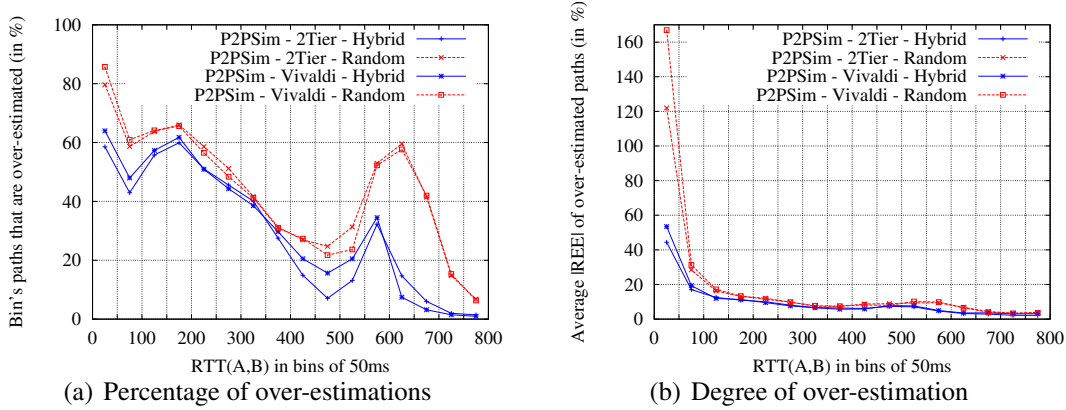 Bin's paths that are over-estimated (in %)
100
80
60
40
20
0
P2PSim - 2Tier - Hybrid
P2PSim - 2Tier - Random
P2PSim - Vivaldi - Hybrid
P2PSim - Vivaldi - Random
0 100 200 300 400 500 600 700 800
RTT(A,B) in bins of 50ms
(a) Percentage of over-estimations
Average |REE| of over-estimated paths (in %)
160
140
120
100
80
60
40
20
0
P2PSim - 2Tier - Hybrid
P2PSim - 2Tier - Random
P2PSim - Vivaldi - Hybrid
P2PSim - Vivaldi - Random
0 100 200 300 400 500 600 700 800
RTT(A,B) in bins of 50ms
(b) Degree of over-estimation